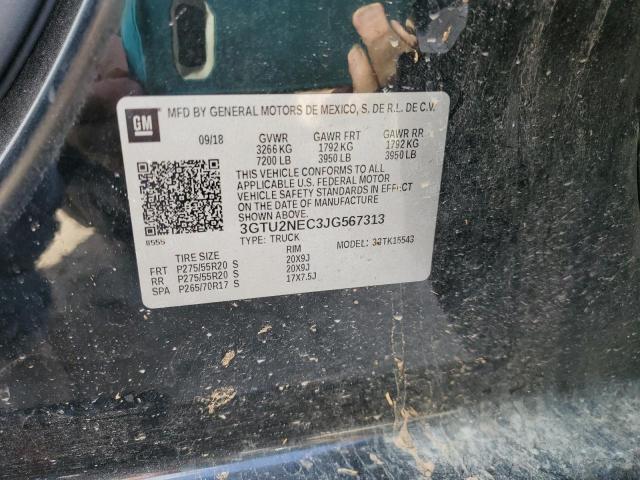 GM
MFD BY GENERAL MOTORS DE MEXICO, S. DE R.L. DE C.V.
09/18 GVWR GAWR FRT GAWR RR
3266 KG 1792 KG 1792 KG
7200 LB 3950 LB 3950 LB
THIS VEHICLE CONFORMS TO ALL
APPLICABLE U.S. FEDERAL MOTOR
VEHICLE SAFETY STANDARDS IN EFFECT
ON THE DATE OF MANUFACTURE
SHOWN ABOVE.
3GTU2NEC3JG567313
8555 TYPE: TRUCK MODEL: TK15543
TIRE SIZE RIM
FRT P275/55R20 S 20X9J
RR P275/55R20 S 20X9J
SPA P265/70R17 S 17X7.5J